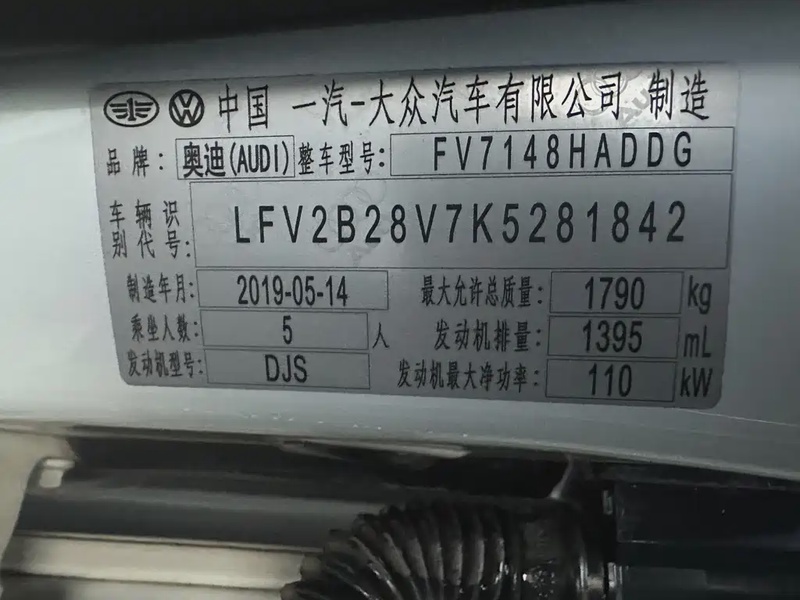 中国 一汽-大众汽车有限公司 制造
品牌: 奥迪(AUDI) 整车型号: FV7148HADDG
车辆识别代号: LFV2B28V7K5281842
制造年月: 2019-05-14 最大允许总质量: 1790 kg
乘坐人数: 5 人 发动机排量: 1395 mL
发动机型号: DJS 发动机最大净功率: 110 kW